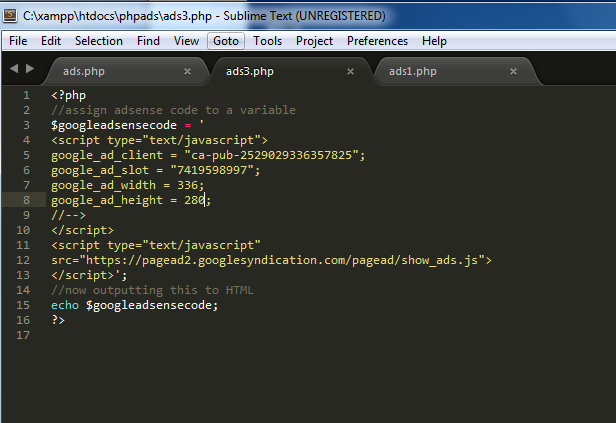 C:\xampp\htdocs\phpads\ads3.php - Sublime Text (UNREGISTERED)
File Edit Selection Find View Goto Tools Project Preferences Help
ads.php × ads3.php × ads1.php ×
1 <?php
2 //assign adsense code to a variable
3 $googleadsensecode = '
4 <script type="text/javascript">
5 google_ad_client = "ca-pub-2529029336357825";
6 google_ad_slot = "7419598997";
7 google_ad_width = 336;
8 google_ad_height = 280;
9 //-->
10 </script>
11 <script type="text/javascript"
12 src="https://pagead2.googlesyndication.com/pagead/show_ads.js">
13 </script>';
14 //now outputting this to HTML
15 echo $googleadsensecode;
16 ?>
17